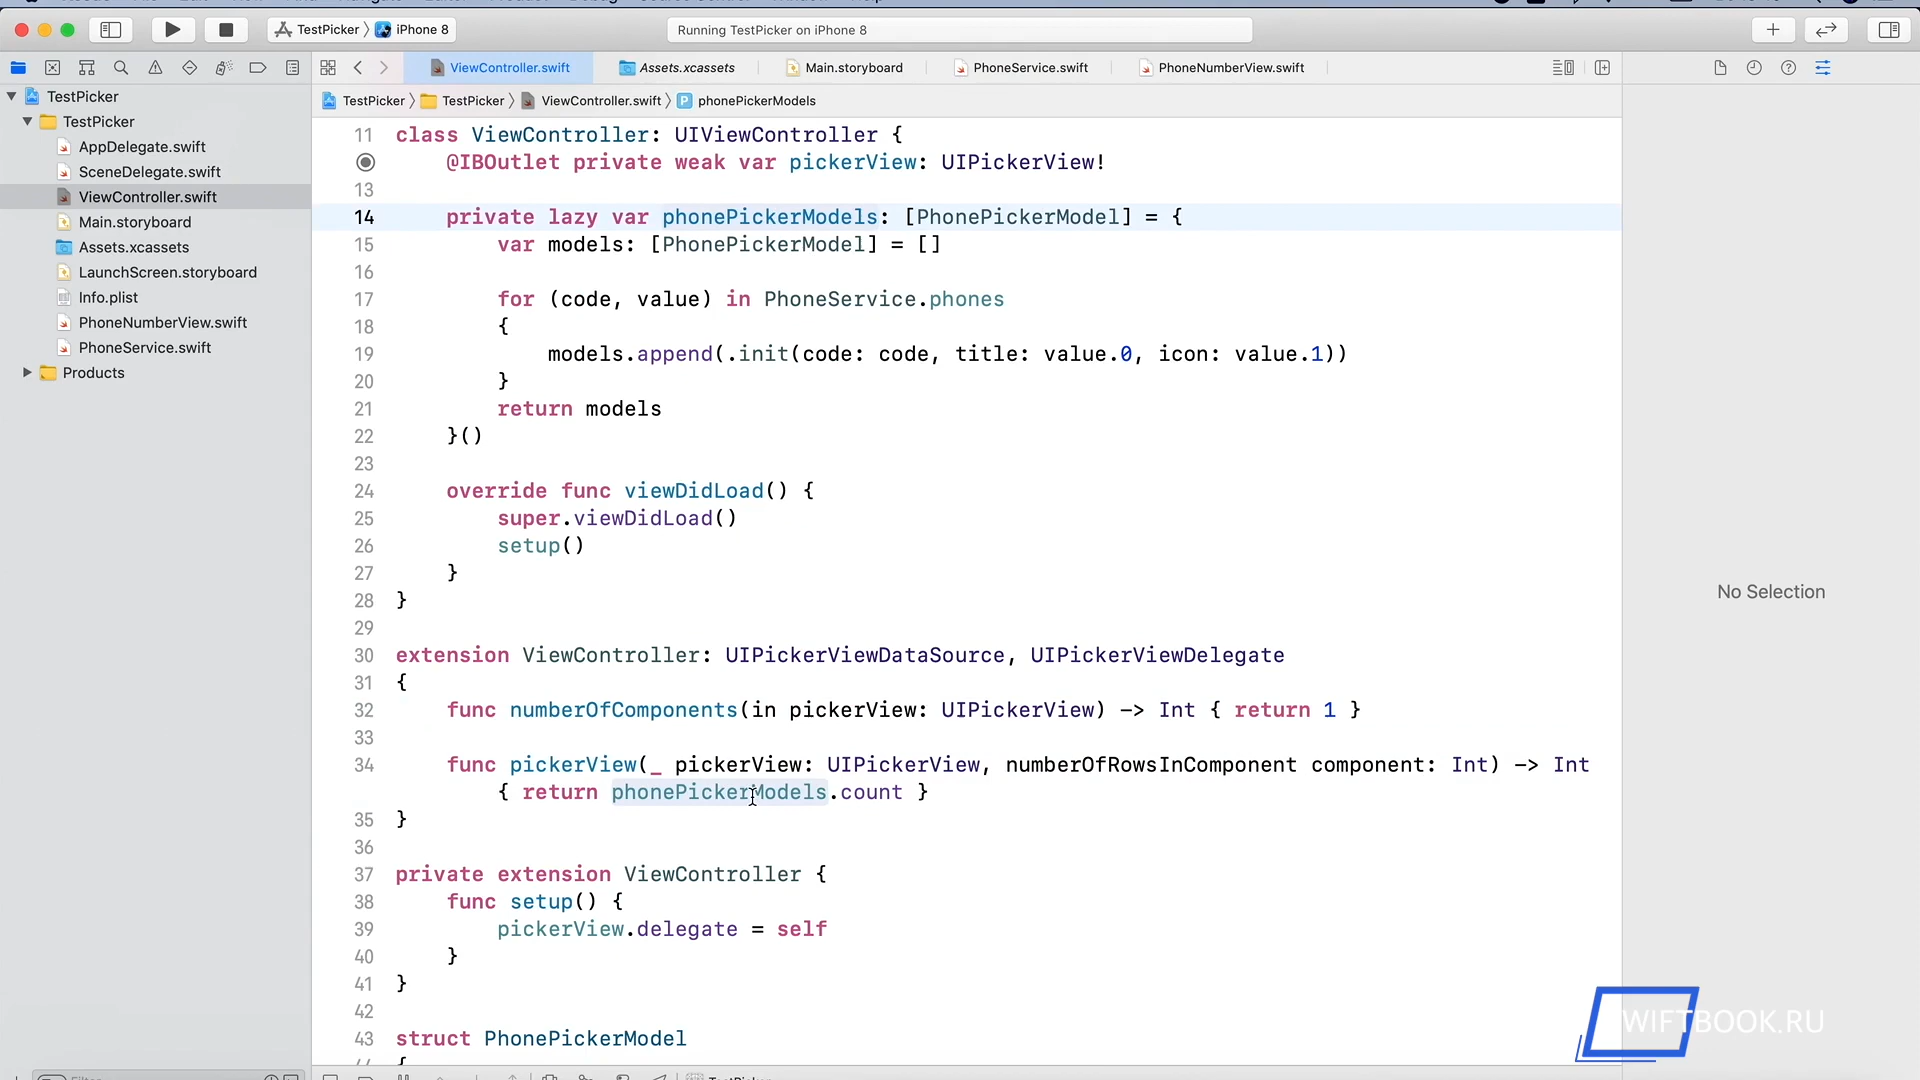 TestPicker 〉 iPhone 8
Running TestPicker on iPhone 8
ViewController.swift
Assets.xcassets
Main.storyboard
PhoneService.swift
PhoneNumberView.swift
TestPicker 〉 TestPicker 〉 ViewController.swift 〉 P phonePickerModels
TestPicker
TestPicker
AppDelegate.swift
SceneDelegate.swift
ViewController.swift
Main.storyboard
Assets.xcassets
LaunchScreen.storyboard
Info.plist
PhoneNumberView.swift
PhoneService.swift
Products
11 class ViewController: UIViewController {
@IBOutlet private weak var pickerView: UIPickerView!
13
14 private lazy var phonePickerModels: [PhonePickerModel] = {
15 var models: [PhonePickerModel] = []
16
17 for (code, value) in PhoneService.phones
18 {
19 models.append(.init(code: code, title: value.0, icon: value.1))
20 }
21 return models
22 }()
23
24 override func viewDidLoad() {
25 super.viewDidLoad()
26 setup()
27 }
28 }
29
30 extension ViewController: UIPickerViewDataSource, UIPickerViewDelegate
31 {
32 func numberOfComponents(in pickerView: UIPickerView) -> Int { return 1 }
33
34 func pickerView(_ pickerView: UIPickerView, numberOfRowsInComponent component: Int) -> Int
{ return phonePickerModels.count }
35 }
36
37 private extension ViewController {
38 func setup() {
39 pickerView.delegate = self
40 }
41 }
42
43 struct PhonePickerModel
No Selection
WIFTBOOK.RU